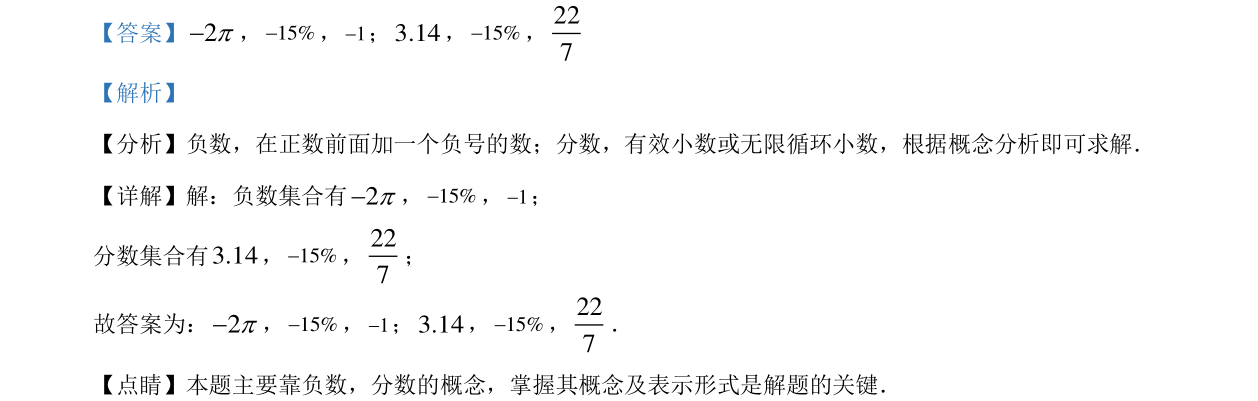 【答案】−2π，−15%，−1；3.14，−15%，22/7
【解析】
【分析】负数，在正数前面加一个负号的数；分数，有效小数或无限循环小数，根据概念分析即可求解．
【详解】解：负数集合有−2π，−15%，−1；
分数集合有3.14，−15%，22/7；
故答案为：−2π，−15%，−1；3.14，−15%，22/7．
【点睛】本题主要靠负数，分数的概念，掌握其概念及表示形式是解题的关键．